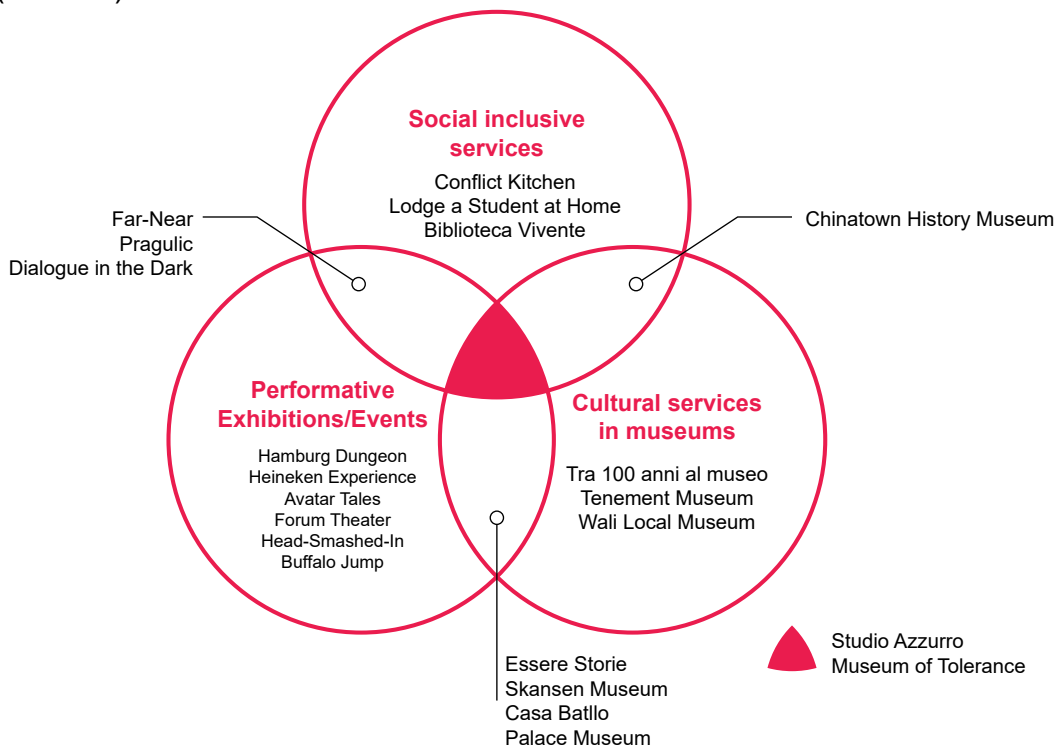 Social inclusive
services
Conflict Kitchen
Lodge a Student at Home
Biblioteca Vivente
Far-Near
Pragulic
Dialogue in the Dark
Chinatown History Museum
Performative
Exhibitions/Events
Hamburg Dungeon
Heineken Experience
Avatar Tales
Forum Theater
Head-Smashed-In
Buffalo Jump
Cultural services
in museums
Tra 100 anni al museo
Tenement Museum
Wali Local Museum
Essere Storie
Skansen Museum
Casa Batllo
Palace Museum
Studio Azzurro
Museum of Tolerance